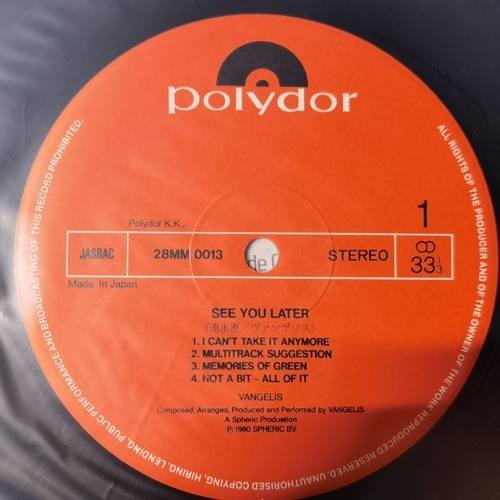 polydor
ALL RIGHTS OF THE PRODUCER AND OF THE OWNER OF THE WORK REPRODUCED RESERVED. UNAUTHORISED COPYING, HIRING, LENDING, PUBLIC PERFORMANCE AND BROADCASTING OF THIS RECORD PROHIBITED.
1
Polydor K.K.,
JASRAC 28MM 0013 STEREO 33 1/3
Made in Japan
SEE YOU LATER
(流氷原/ヴァンゲリス)
1. I CAN'T TAKE IT ANYMORE
2. MULTITRACK SUGGESTION
3. MEMORIES OF GREEN
4. NOT A BIT - ALL OF IT
VANGELIS
Composed, Arranged, Produced and Performed by VANGELIS
A Spheric Production
℗ 1980 SPHERIC BV